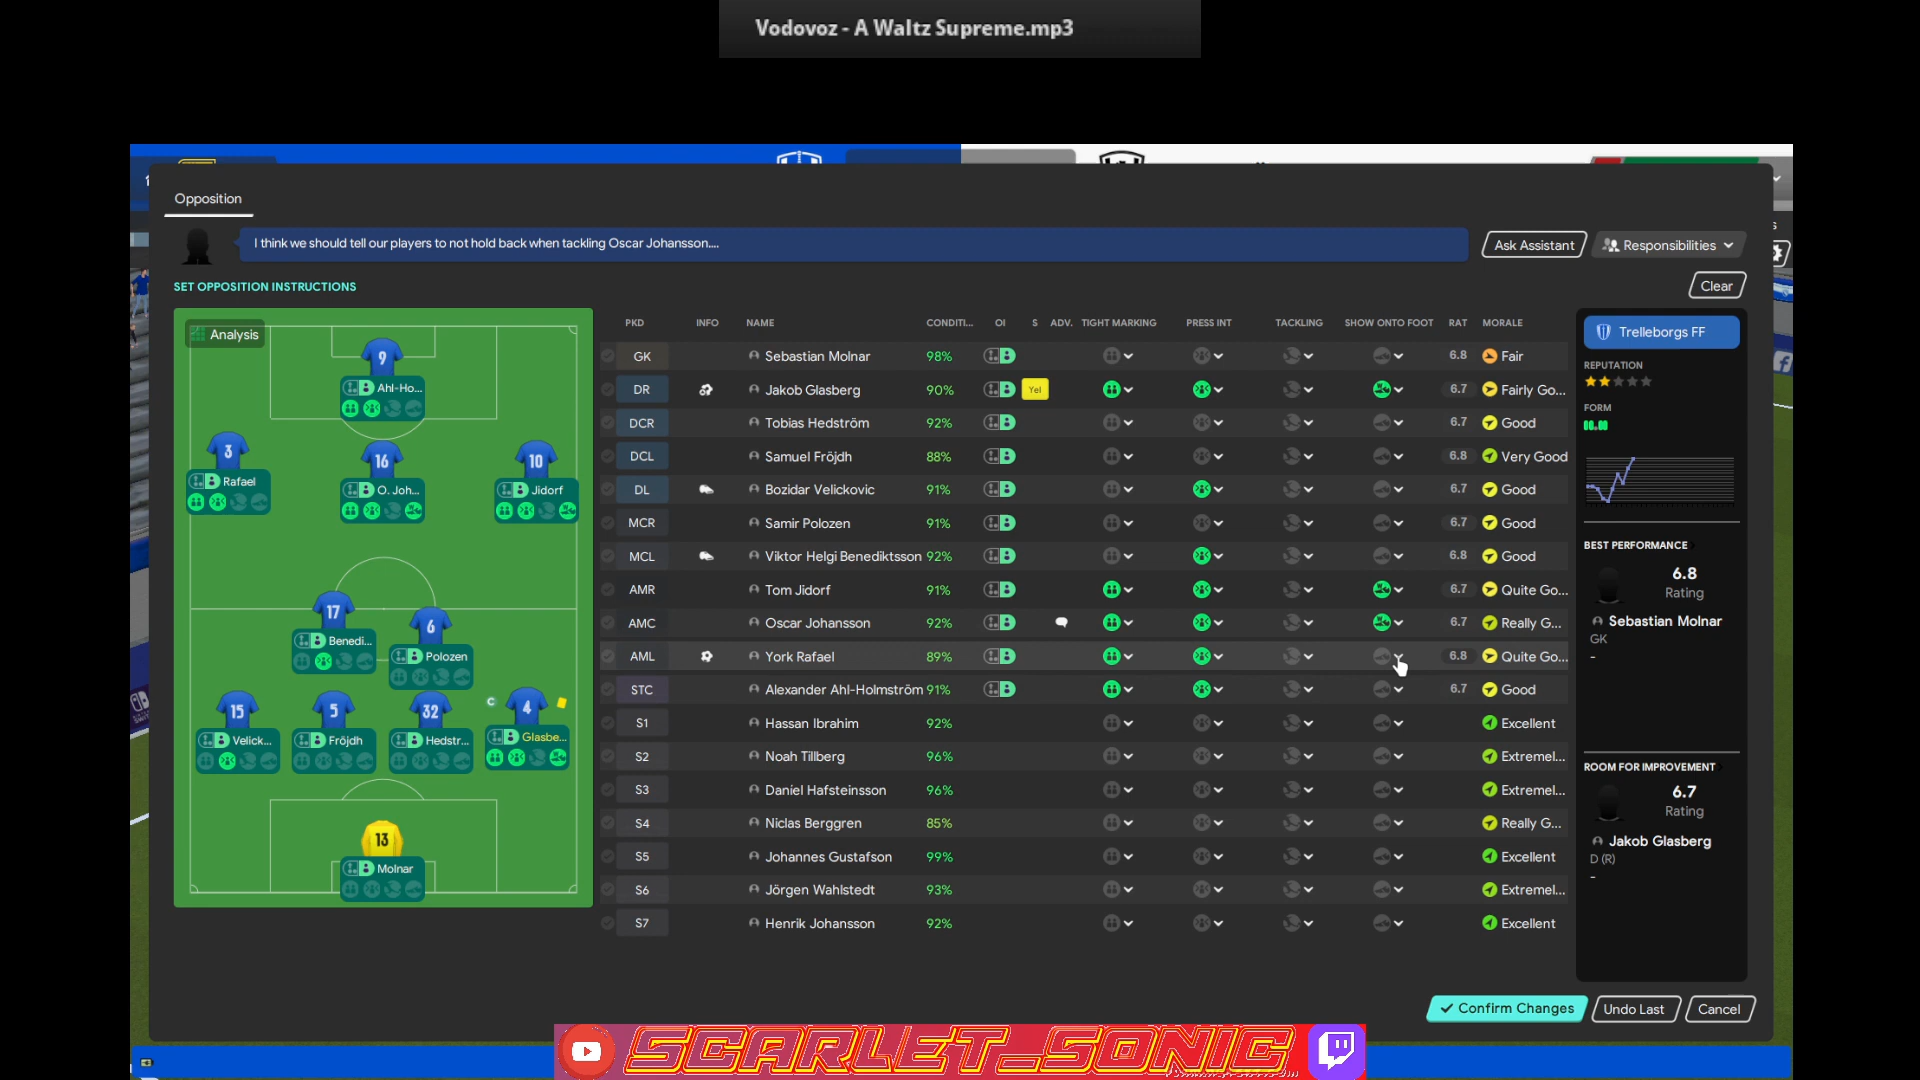 Vodovoz - A Waltz Supreme.mp3
Opposition
I think we should tell our players to not hold back when tackling Oscar Johansson....
Ask Assistant
Responsibilities
SET OPPOSITION INSTRUCTIONS
Clear
Analysis
9
Ahl-Ho...
3
Rafael
16
O. Joh...
10
Jidorf
17
Benedi...
6
Polozen
15
Velick...
5
Fröjdh
32
Hedstr...
C
4
Glasbe...
13
Molnar
PKD INFO NAME CONDITI... OI S ADV. TIGHT MARKING PRESS INT TACKLING SHOW ONTO FOOT RAT MORALE
GK Sebastian Molnar 98% 6.8 Fair
DR Jakob Glasberg 90% Yel 6.7 Fairly Go...
DCR Tobias Hedström 92% 6.7 Good
DCL Samuel Fröjdh 88% 6.8 Very Good
DL Bozidar Velickovic 91% 6.7 Good
MCR Samir Polozen 91% 6.7 Good
MCL Viktor Helgi Benediktsson 92% 6.8 Good
AMR Tom Jidorf 91% 6.7 Quite Go...
AMC Oscar Johansson 92% 6.7 Really G...
AML York Rafael 89% 6.8 Quite Go...
STC Alexander Ahl-Holmström 91% 6.7 Good
S1 Hassan Ibrahim 92% Excellent
S2 Noah Tillberg 96% Extremel...
S3 Daniel Hafsteinsson 96% Extremel...
S4 Niclas Berggren 85% Really G...
S5 Johannes Gustafson 99% Excellent
S6 Jörgen Wahlstedt 93% Extremel...
S7 Henrik Johansson 92% Excellent
Trelleborgs FF
REPUTATION
FORM
BEST PERFORMANCE
6.8
Rating
Sebastian Molnar
GK
-
ROOM FOR IMPROVEMENT
6.7
Rating
Jakob Glasberg
D (R)
-
Confirm Changes
Undo Last
Cancel
SCARLET_SONIC